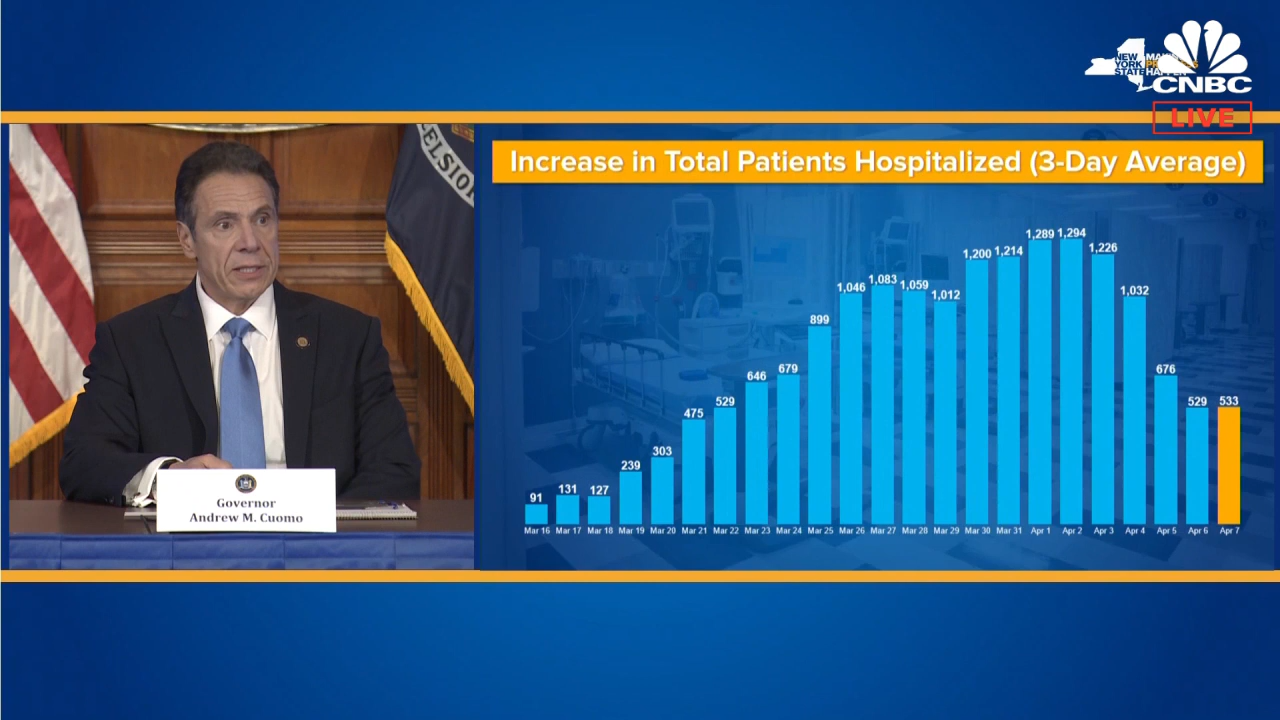 NEW YORK STATE
CNBC
LIVE
ELSIO
Increase in Total Patients Hospitalized (3-Day Average)
91
131
127
239
303
475
529
646
679
899
1,046
1,083
1,059
1,012
1,200
1,214
1,289
1,294
1,226
1,032
676
529
533
Mar 16 Mar 17 Mar 18 Mar 19 Mar 20 Mar 21 Mar 22 Mar 23 Mar 24 Mar 25 Mar 26 Mar 27 Mar 28 Mar 29 Mar 30 Mar 31 Apr 1 Apr 2 Apr 3 Apr 4 Apr 5 Apr 6 Apr 7
Governor
Andrew M. Cuomo